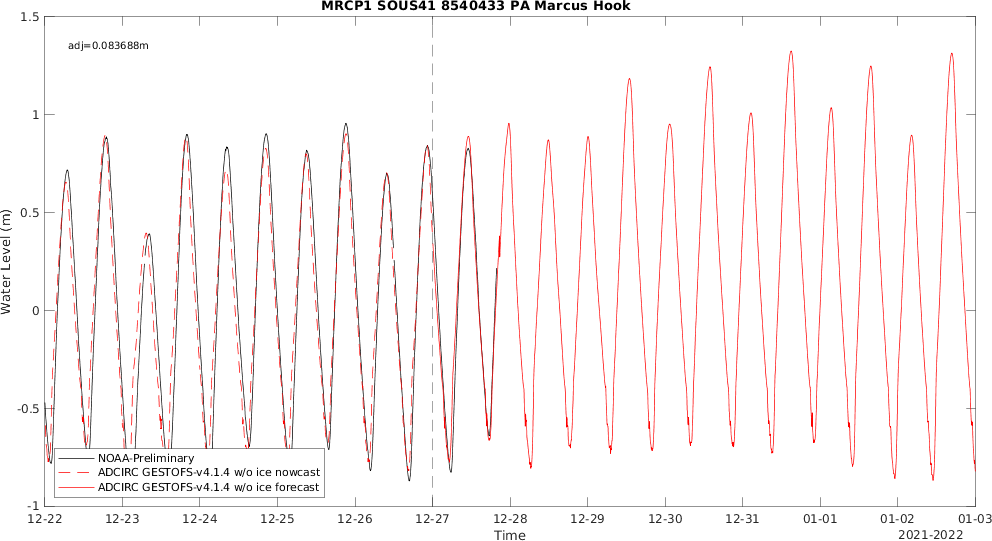 MRCP1 SOUS41 8540433 PA Marcus Hook
1.5
adj=0.083688m
1
0.5
0
-0.5
-1
Water Level (m)
NOAA-Preliminary
ADCIRC GESTOFS-v4.1.4 w/o ice nowcast
ADCIRC GESTOFS-v4.1.4 w/o ice forecast
12-22 12-23 12-24 12-25 12-26 12-27 12-28 12-29 12-30 12-31 01-01 01-02 01-03
Time
2021-2022